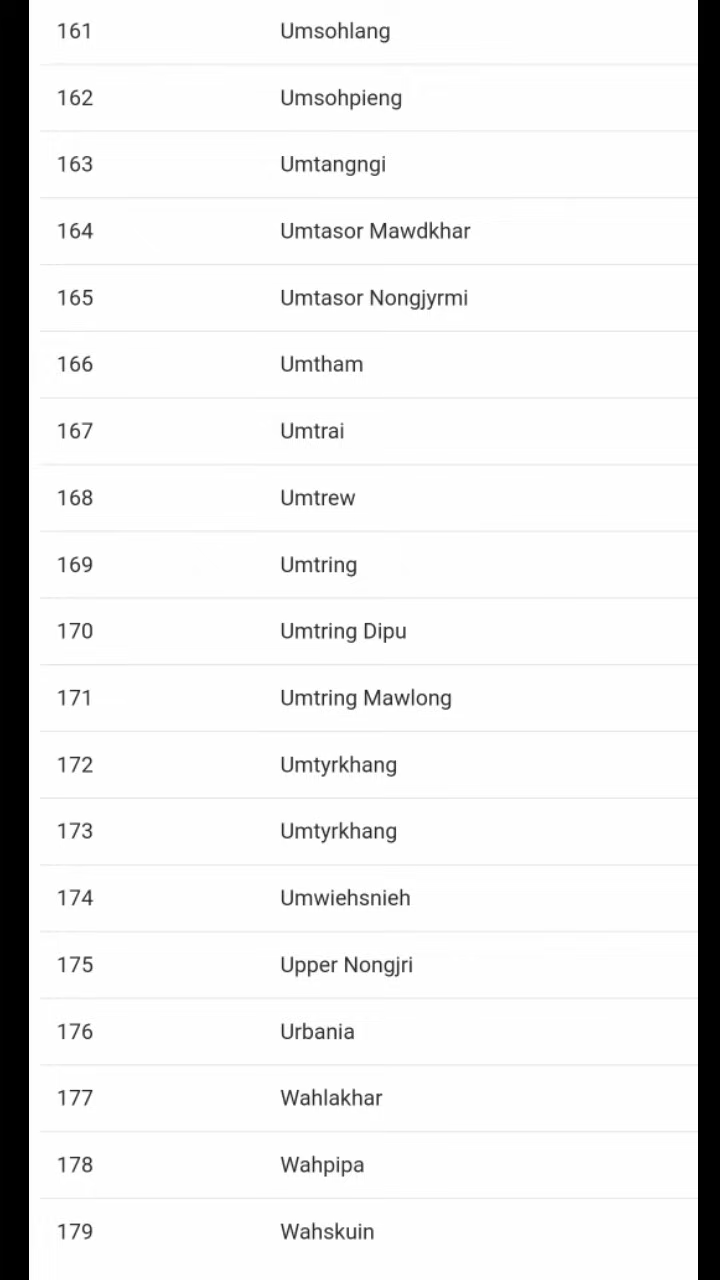 161 Umsohlang
162 Umsohpieng
163 Umtangngi
164 Umtasor Mawdkhar
165 Umtasor Nongjyrmi
166 Umtham
167 Umtrai
168 Umtrew
169 Umtring
170 Umtring Dipu
171 Umtring Mawlong
172 Umtyrkhang
173 Umtyrkhang
174 Umwiehsnieh
175 Upper Nongjri
176 Urbania
177 Wahlakhar
178 Wahpipa
179 Wahskuin